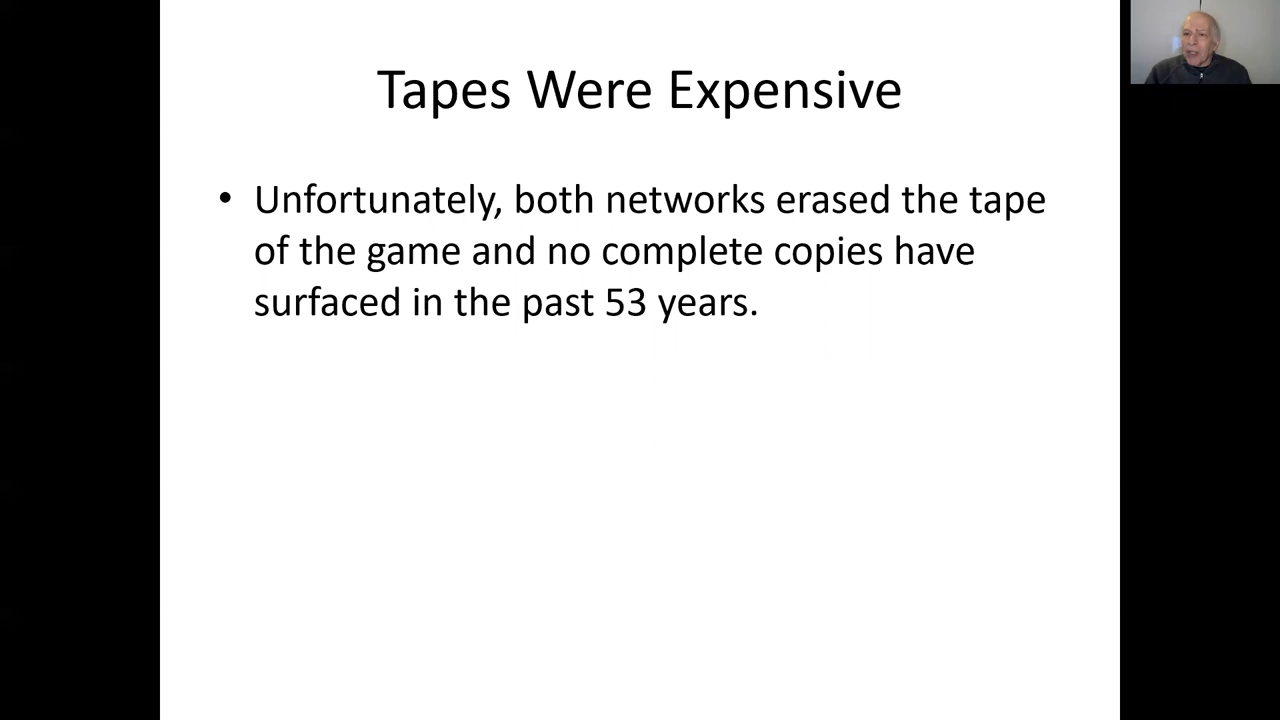 Tapes Were Expensive
• Unfortunately, both networks erased the tape
of the game and no complete copies have
surfaced in the past 53 years.